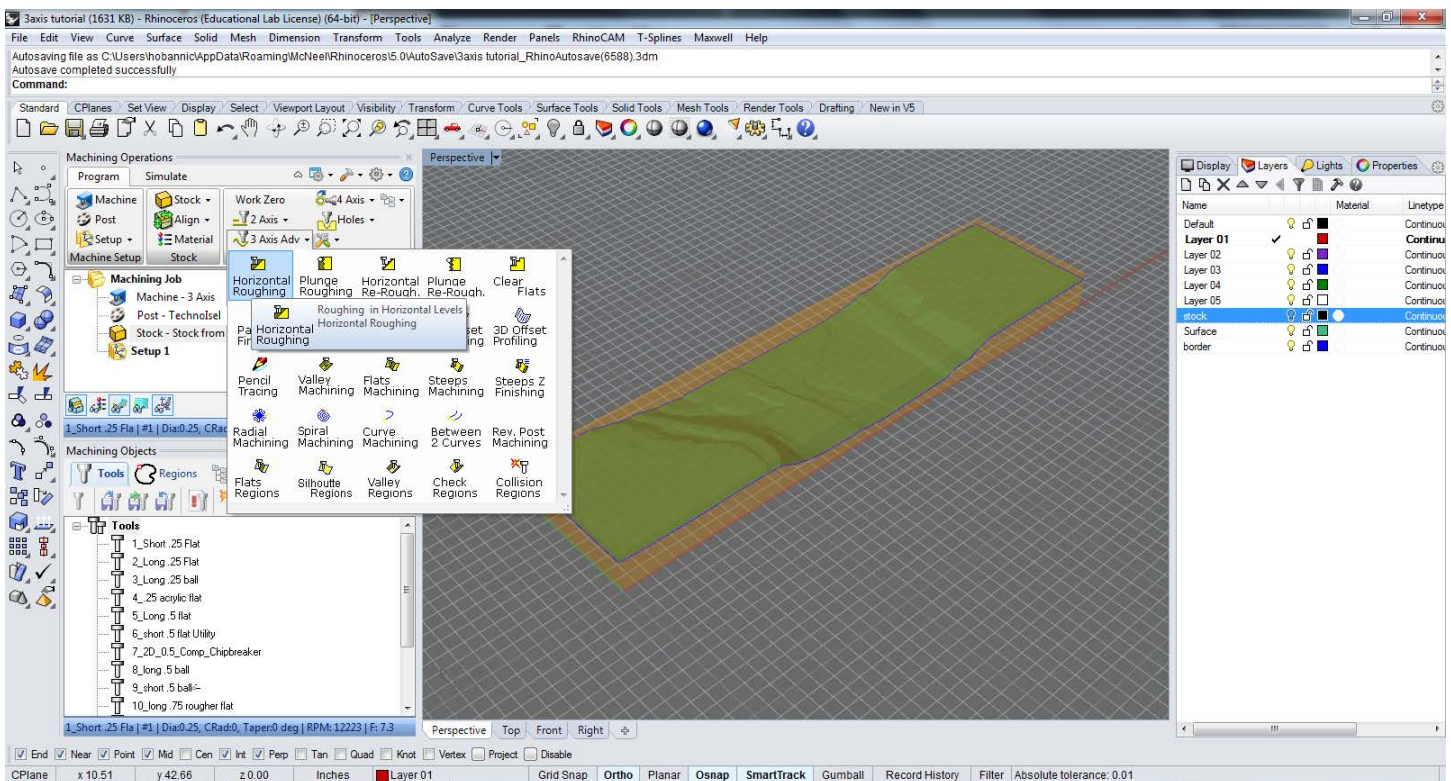 3axis tutorial (1631 KB) - Rhinoceros (Educational Lab License) (64-bit) - [Perspective]
File Edit View Curve Surface Solid Mesh Dimension Transform Tools Analyze Render Panels RhinoCAM T-Splines Maxwell Help
Autosaving file as C:\Users\hobannic\AppData\Roaming\McNeel\Rhinoceros\5.0\AutoSave\3axis tutorial_RhinoAutosave(6588).3dm
Autosave completed successfully
Command:
Standard CPlanes Set View Display Select Viewport Layout Visibility Transform Curve Tools Surface Tools Solid Tools Mesh Tools Render Tools Drafting New in V5
Machining Operations
Program Simulate
Machine Stock Work Zero 4 Axis
Post Align 2 Axis Holes
Setup Material 3 Axis Adv
Machine Setup Stock
Machining Job
Machine - 3 Axis
Post - TechnoIsel
Stock - Stock from
Setup 1
1_Short .25 Fla | #1 | Dia:0.25, CRad
Horizontal Roughing
Plunge Roughing
Horizontal Re-Rough.
Plunge Re-Rough.
Clear Flats
Horizontal Roughing
Roughing in Horizontal Levels
Horizontal Roughing
3D Offset Profiling
Pencil Tracing
Valley Machining
Flats Machining
Steeps Machining
Steeps Z Finishing
Radial Machining
Spiral Machining
Curve Machining
Between 2 Curves
Rev. Post Machining
Flats Regions
Silhoutte Regions
Valley Regions
Check Regions
Collision Regions
Machining Objects
Tools Regions
Tools
1_Short .25 Flat
2_Long .25 Flat
3_Long .25 ball
4_.25 acrylic flat
5_Long .5 flat
6_short .5 flat Utility
7_2D_0.5_Comp_Chipbreaker
8_long .5 ball
9_short .5 ball
10_long .75 rougher flat
1_Short .25 Fla | #1 | Dia:0.25, CRad:0, Taper:0 deg | RPM: 12223 | F: 7.3
Perspective
Perspective Top Front Right
Display Layers Lights Properties
Name Material Linetype
Default Continuou
Layer 01 Continu
Layer 02 Continuou
Layer 03 Continuou
Layer 04 Continuou
Layer 05 Continuou
stock Continuou
Surface Continuou
border Continuou
End Near Point Mid Cen Int Perp Tan Quad Knot Vertex Project Disable
CPlane x 10.51 y 42.66 z 0.00 Inches Layer 01 Grid Snap Ortho Planar Osnap SmartTrack Gumball Record History Filter Absolute tolerance: 0.01